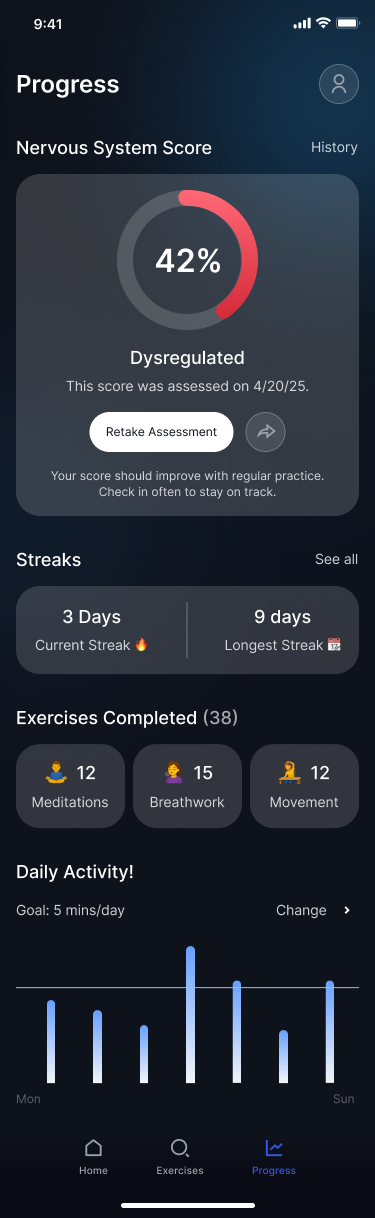 9:41
Progress
Nervous System Score
History
42%
Dysregulated
This score was assessed on 4/20/25.
Retake Assessment
Your score should improve with regular practice.
Check in often to stay on track.
Streaks
See all
3 Days
9 days
Current Streak 🔥
Longest Streak 📆
Exercises Completed (38)
12
15
12
Meditations
Breathwork
Movement
Daily Activity!
Goal: 5 mins/day
Change
Mon
Sun
Home
Exercises
Progress